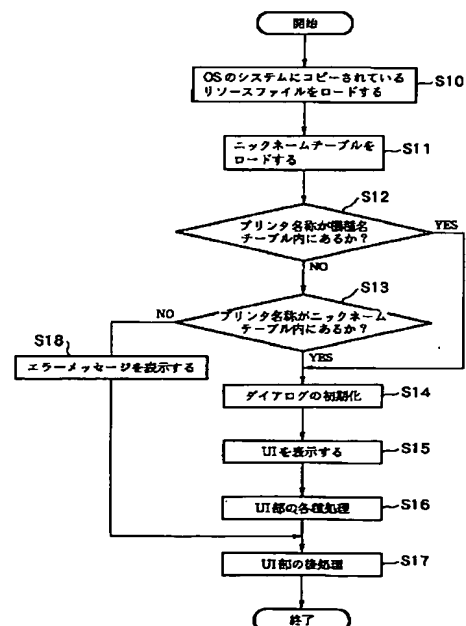 開始
OSのシステムにコピーされている
リソースファイルをロードする
S10
ニックネームテーブルを
ロードする
S11
S12
プリンタ名称が機種名
テーブル内にあるか?
YES
NO
S13
プリンタ名称がニックネーム
テーブル内にあるか?
NO
YES
S18
エラーメッセージを表示する
ダイアログの初期化
S14
UIを表示する
S15
UI部の各種処理
S16
UI部の後処理
S17
終了